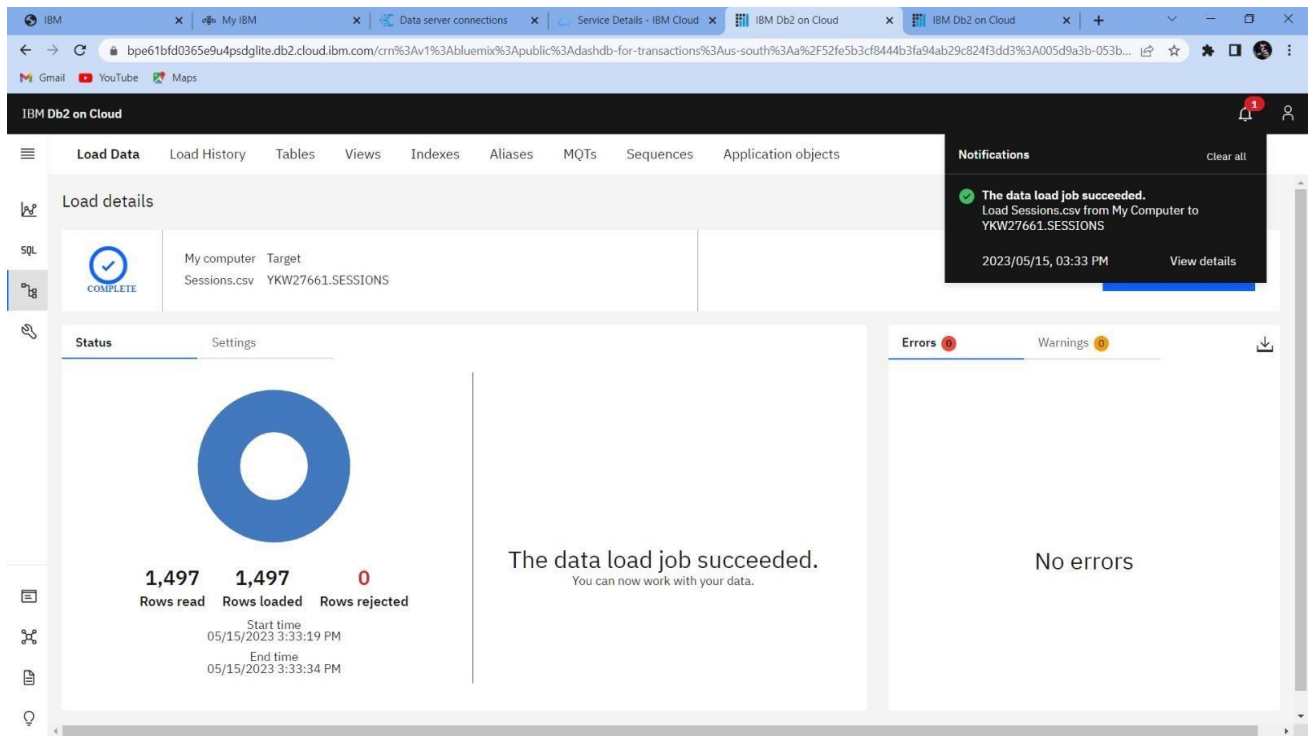 IBM
My IBM
Data server connections
Service Details - IBM Cloud
IBM Db2 on Cloud
IBM Db2 on Cloud
bpe61bfd0365e9u4psdglite.db2.cloud.ibm.com/crn%3Av1%3Abluemix%3Apublic%3Adashdb-for-transactions%3Aus-south%3Aa%2F52fe5b3cf8444b3fa94ab29c824f3dd3%3A005d9a3b-053b...
Gmail YouTube Maps
IBM Db2 on Cloud
1
Load Data Load History Tables Views Indexes Aliases MQTs Sequences Application objects
Notifications Clear all
The data load job succeeded.
Load Sessions.csv from My Computer to
YKW27661.SESSIONS
2023/05/15, 03:33 PM View details
Load details
SQL
COMPLETE
My computer Target
Sessions.csv YKW27661.SESSIONS
Status Settings
Errors 0 Warnings 0
1,497 1,497 0
Rows read Rows loaded Rows rejected
Start time
05/15/2023 3:33:19 PM
End time
05/15/2023 3:33:34 PM
The data load job succeeded.
You can now work with your data.
No errors